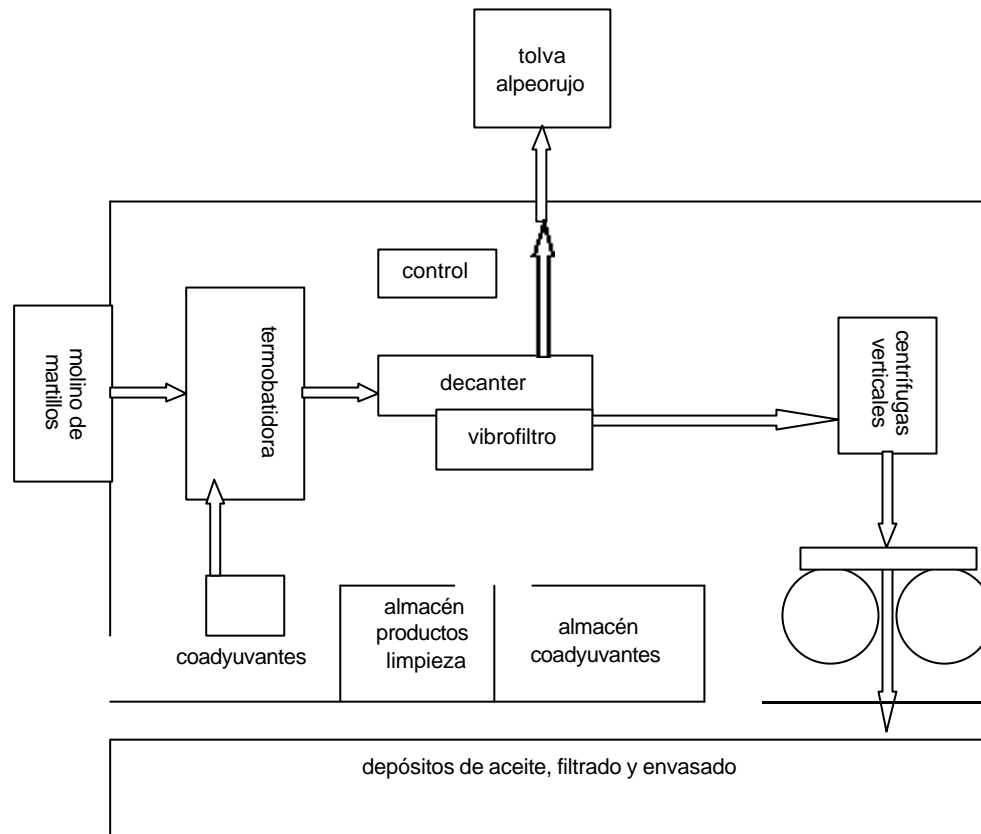 tolva
alpeorujo
control
molino de
martillos
termobatidora
decanter
vibrofiltro
centrífugas
verticales
coadyuvantes
almacén
productos
limpieza
almacén
coadyuvantes
depósitos de aceite, filtrado y envasado